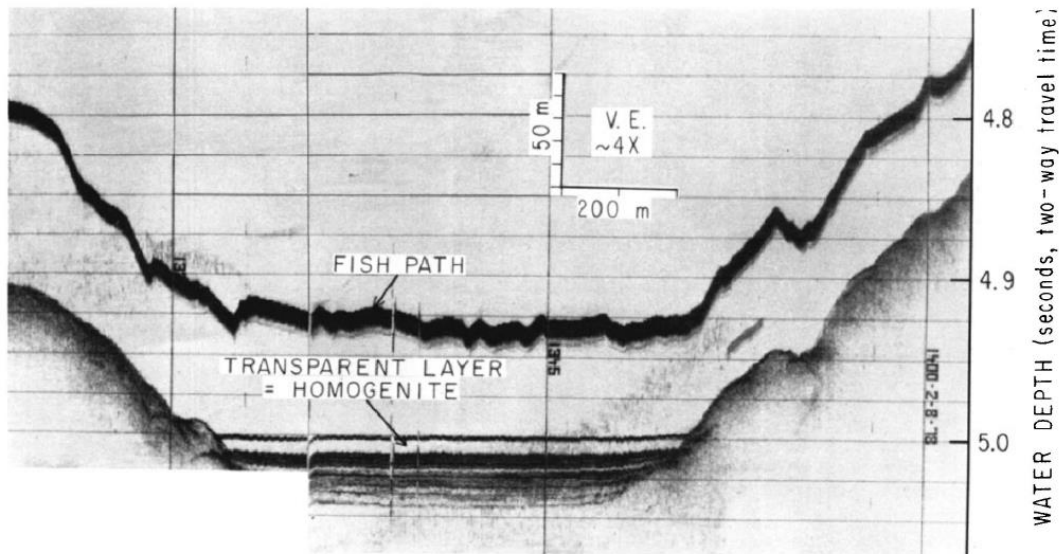 V. E.
~4X
50 m
200 m
4.8
4.9
5.0
FISH PATH
TRANSPARENT LAYER
= HOMOGENITE
1345
WATER DEPTH (seconds, two-way travel time)